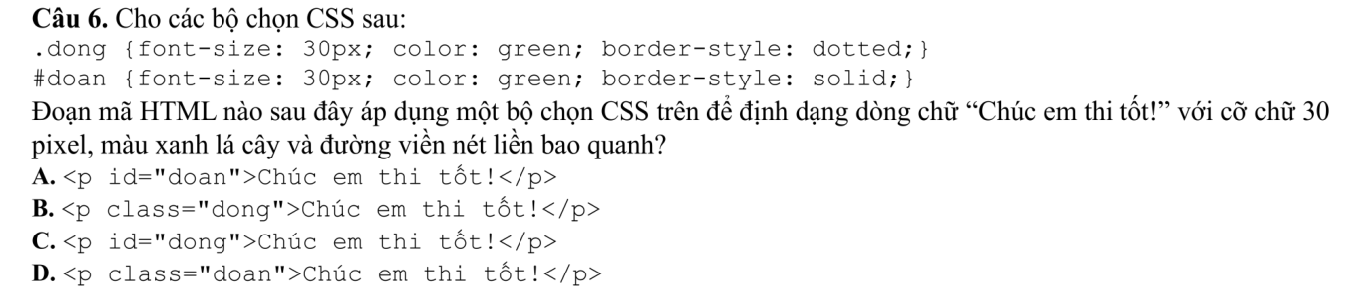 Câu 6. Cho các bộ chọn CSS sau:
.dong {font-size: 30px; color: green; border-style: dotted;}
#doan {font-size: 30px; color: green; border-style: solid;}
Đoạn mã HTML nào sau đây áp dụng một bộ chọn CSS trên để định dạng dòng chữ “Chúc em thi tốt!” với cỡ chữ 30
pixel, màu xanh lá cây và đường viền nét liền bao quanh?
A. <p id="doan">Chúc em thi tốt!</p>
B. <p class="dong">Chúc em thi tốt!</p>
C. <p id="dong">Chúc em thi tốt!</p>
D. <p class="doan">Chúc em thi tốt!</p>